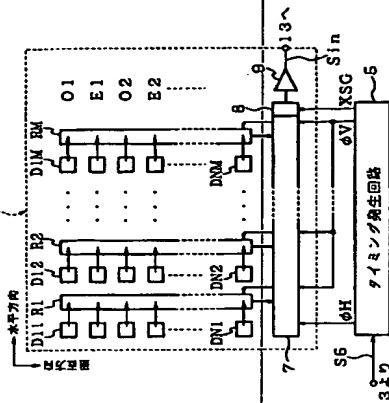 水平方向
垂直方向
D11 R1 D12 R2 D1M RM
O1
E1
O2
E2
DN1 DN2 DNM
7
8
9
13へ
Sin
φH
φV
XSG
S6
3より
タイミング発生回路
5